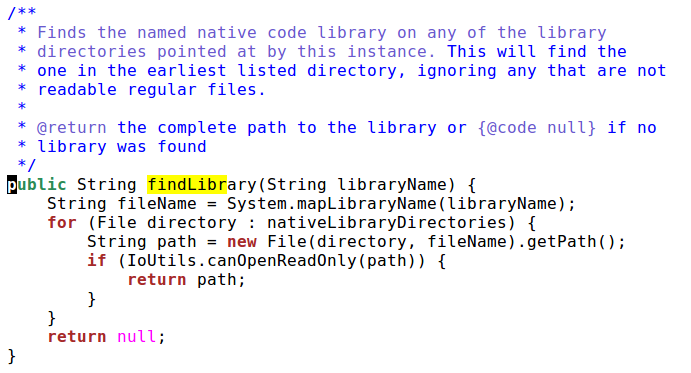 /**
 * Finds the named native code library on any of the library
 * directories pointed at by this instance. This will find the
 * one in the earliest listed directory, ignoring any that are not
 * readable regular files.
 *
 * @return the complete path to the library or {@code null} if no
 * library was found
 */
public String findLibrary(String libraryName) {
    String fileName = System.mapLibraryName(libraryName);
    for (File directory : nativeLibraryDirectories) {
        String path = new File(directory, fileName).getPath();
        if (IoUtils.canOpenReadOnly(path)) {
            return path;
        }
    }
    return null;
}